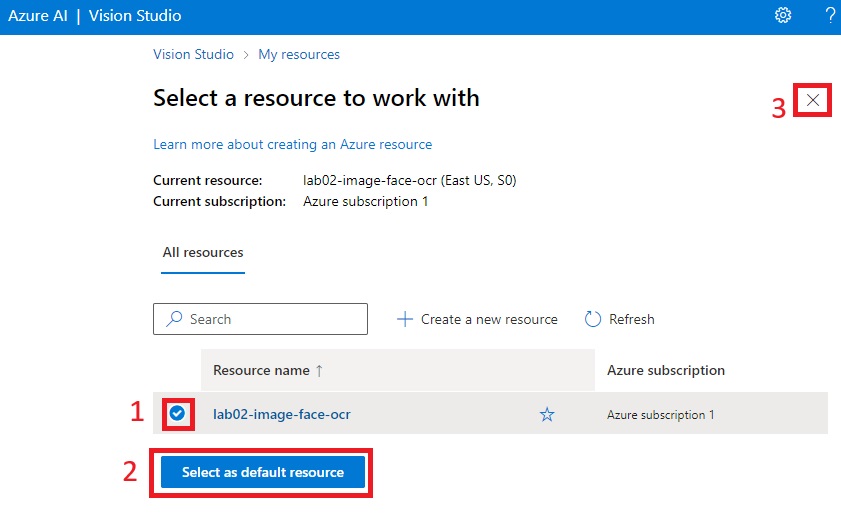 Azure AI | Vision Studio ?
Vision Studio > My resources
Select a resource to work with
3
Learn more about creating an Azure resource
Current resource: lab02-image-face-ocr (East US, S0)
Current subscription: Azure subscription 1
All resources
Search + Create a new resource Refresh
Resource name ↑ Azure subscription
1 lab02-image-face-ocr Azure subscription 1
2 Select as default resource